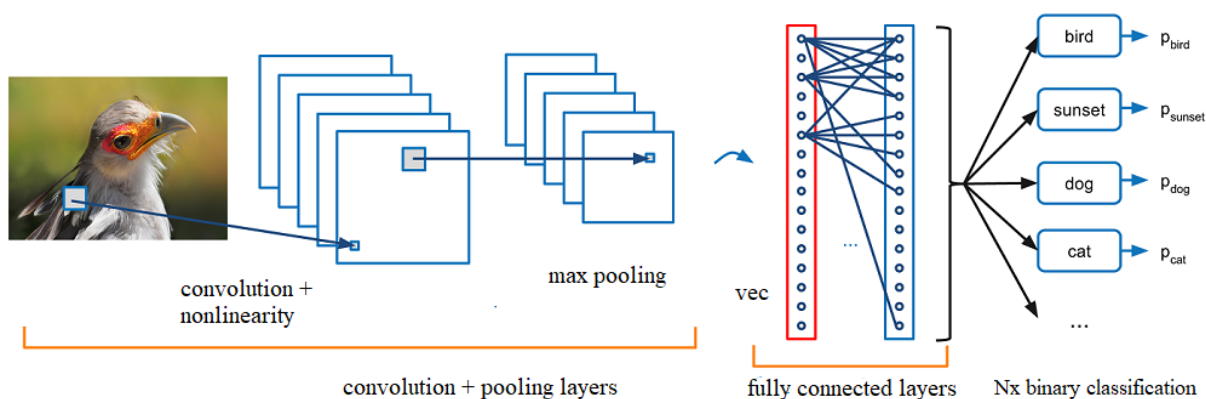 convolution +
nonlinearity
max pooling
convolution + pooling layers
vec
...
fully connected layers
bird
p_bird
sunset
p_sunset
dog
p_dog
cat
p_cat
...
Nx binary classification